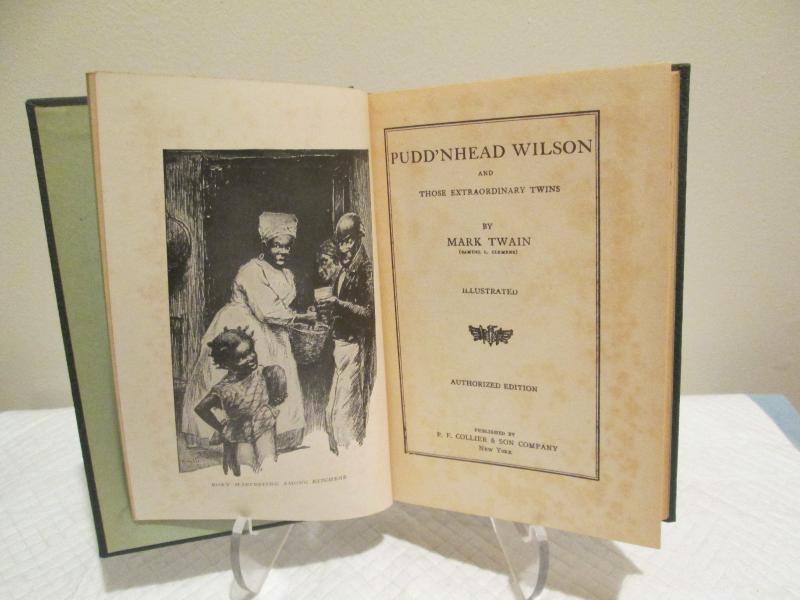 ROXY HARVESTING AMONG KITCHENS
PUDD'NHEAD WILSON
AND
THOSE EXTRAORDINARY TWINS
BY
MARK TWAIN
(SAMUEL L. CLEMENS)
ILLUSTRATED
AUTHORIZED EDITION
PUBLISHED BY
P. F. COLLIER & SON COMPANY
New York